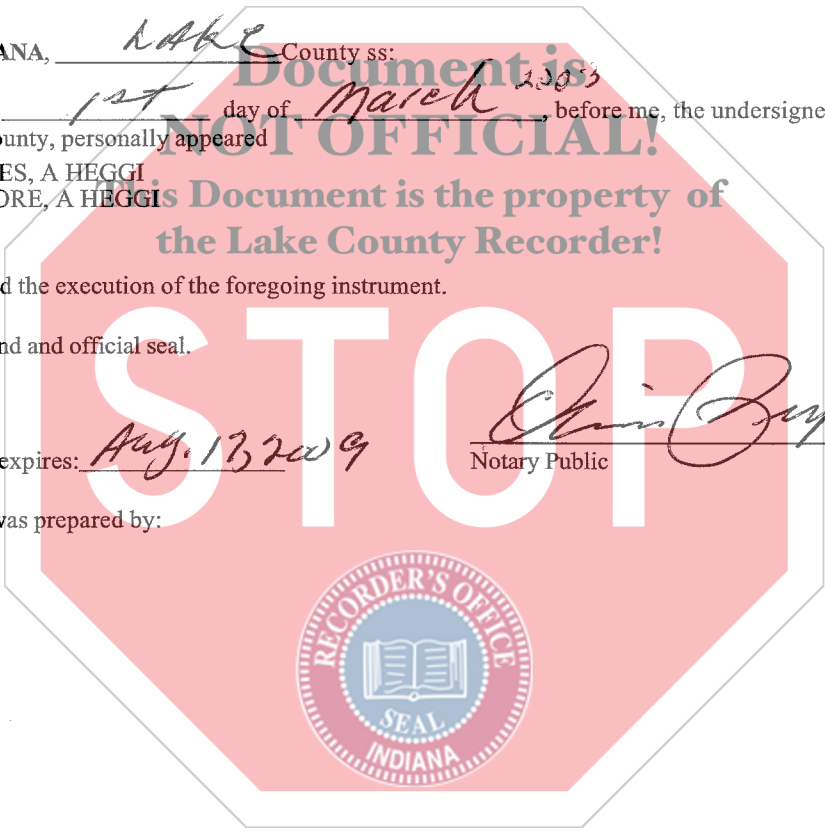 ANA, Lake County ss:
Document is
1st day of March 2003, before me, the undersigne
NOT OFFICIAL!
ounty, personally appeared
ES, A HEGGI
ORE, A HEGGI
This Document is the property of
the Lake County Recorder!
d the execution of the foregoing instrument.
STOP
nd and official seal.
expires: Aug. 17, 2009
Notary Public
was prepared by:
RECORDER'S OFFICE
SEAL
INDIANA